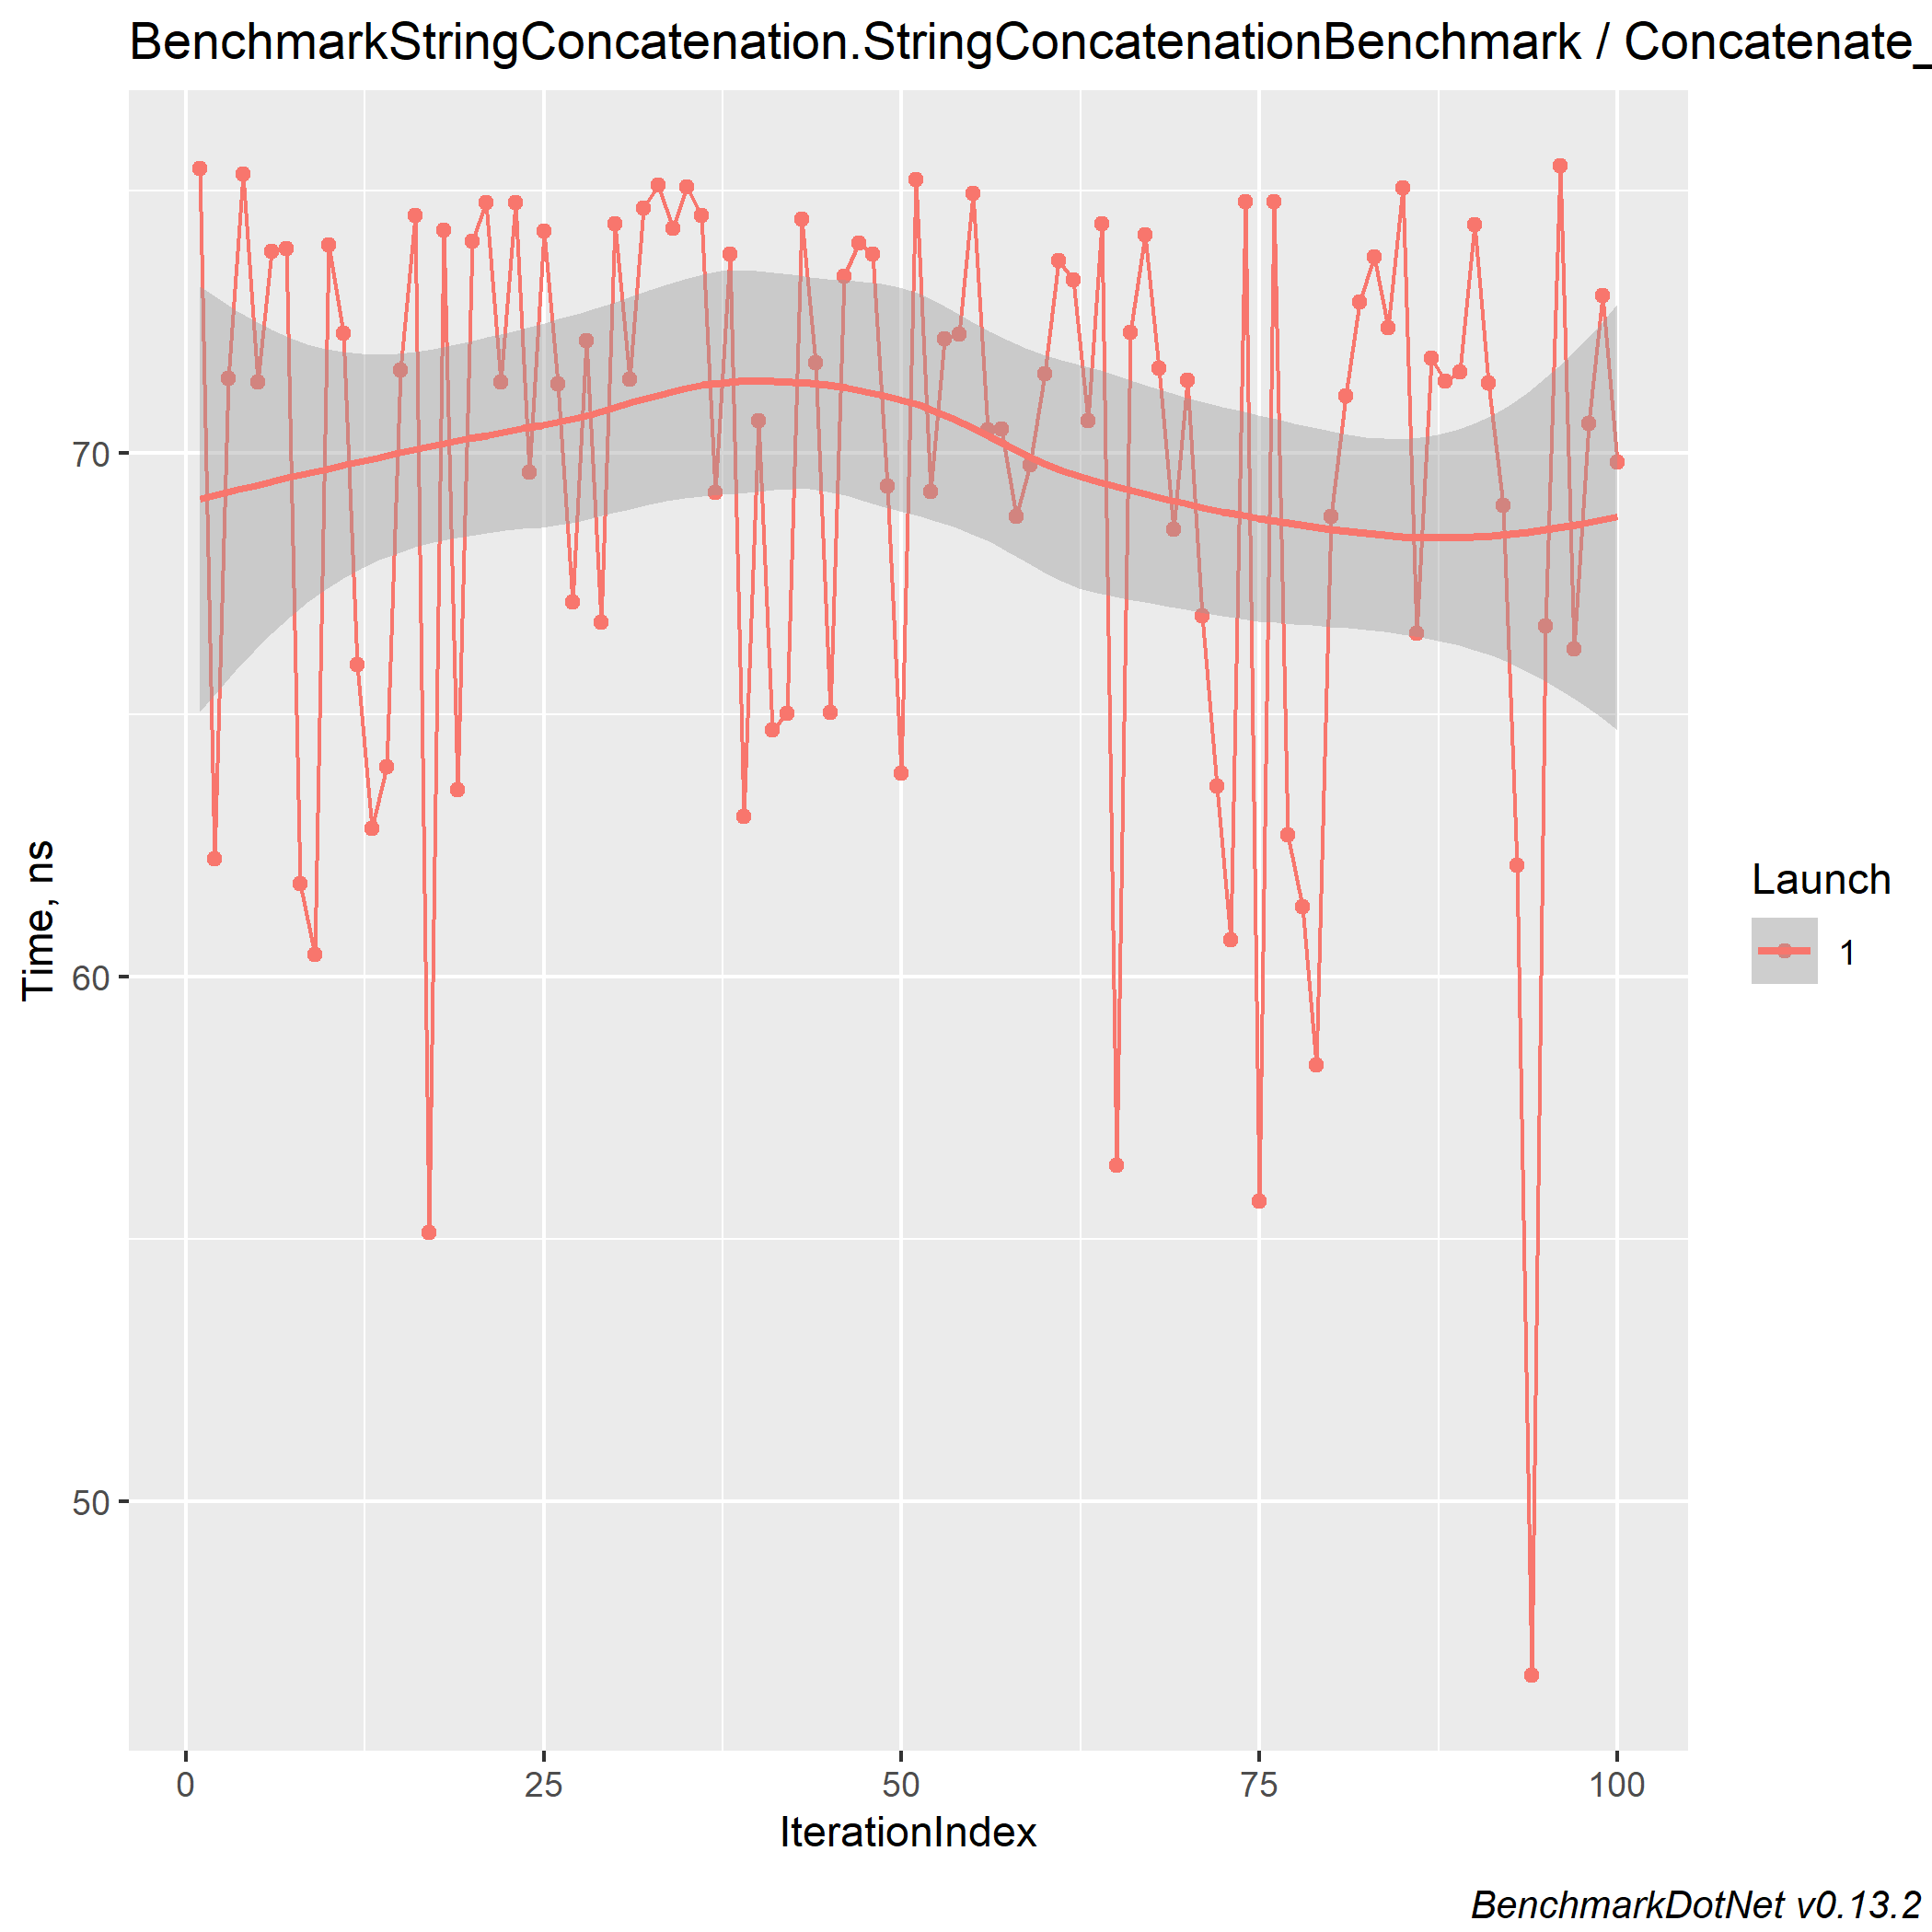 BenchmarkStringConcatenation.StringConcatenationBenchmark / Concatenate_
70
60
50
Time, ns
0 25 50 75 100
IterationIndex
Launch
1
BenchmarkDotNet v0.13.2